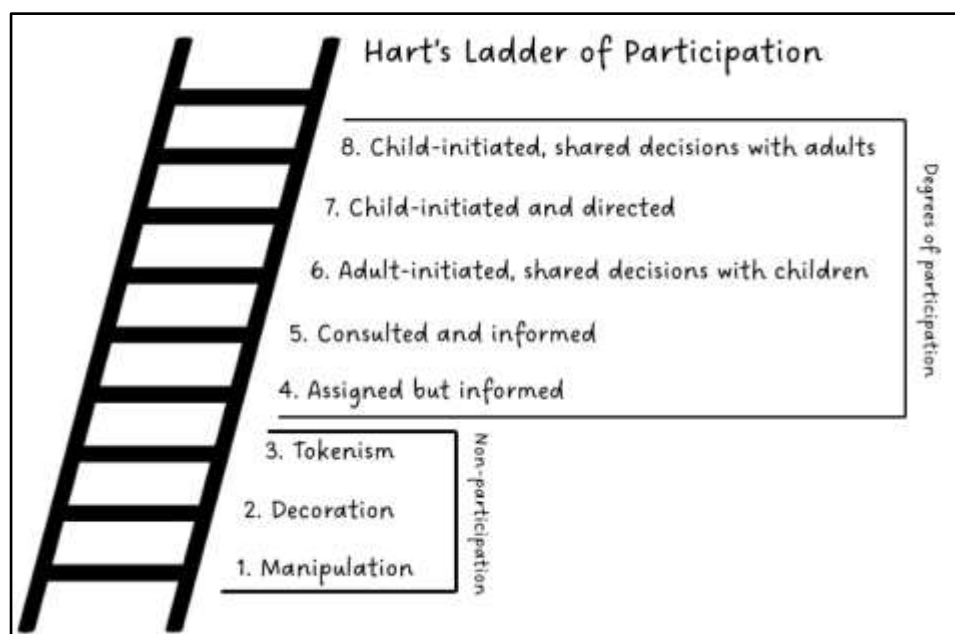 Hart's Ladder of Participation
8. Child-initiated, shared decisions with adults
7. Child-initiated and directed
6. Adult-initiated, shared decisions with children
5. Consulted and informed
4. Assigned but informed
Degrees of participation
3. Tokenism
2. Decoration
1. Manipulation
Non-participation